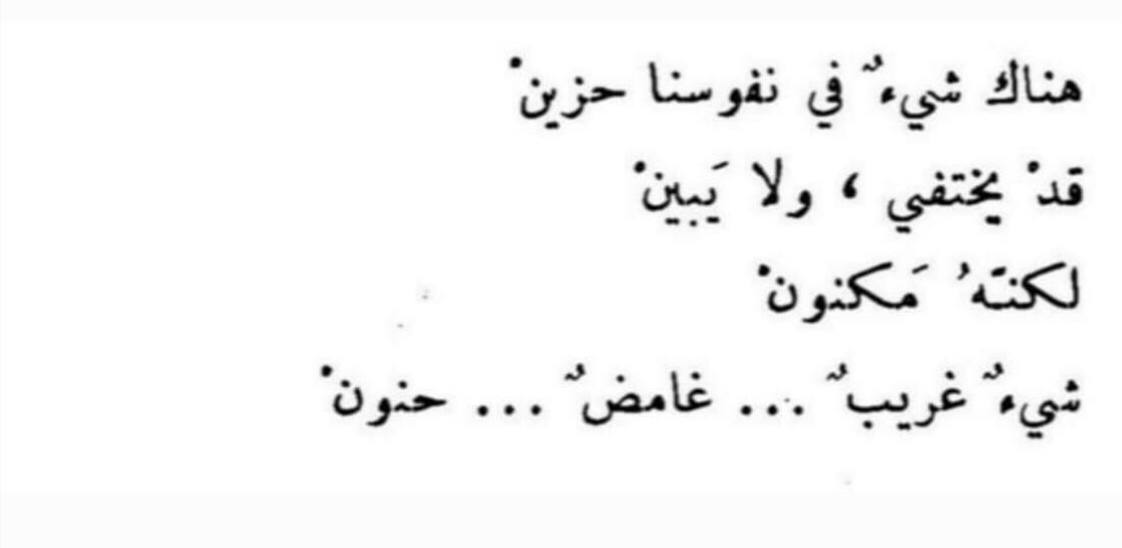 هناك شيءٌ في نفوسنا حزينْ
قدْ يختفي ، ولا يَبينْ
لكنّهُ مَكنونْ
شيءٌ غريبٌ ... غامضٌ ... حنونْ